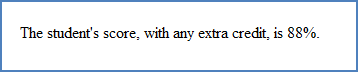 The student's score, with any extra credit, is 88%.